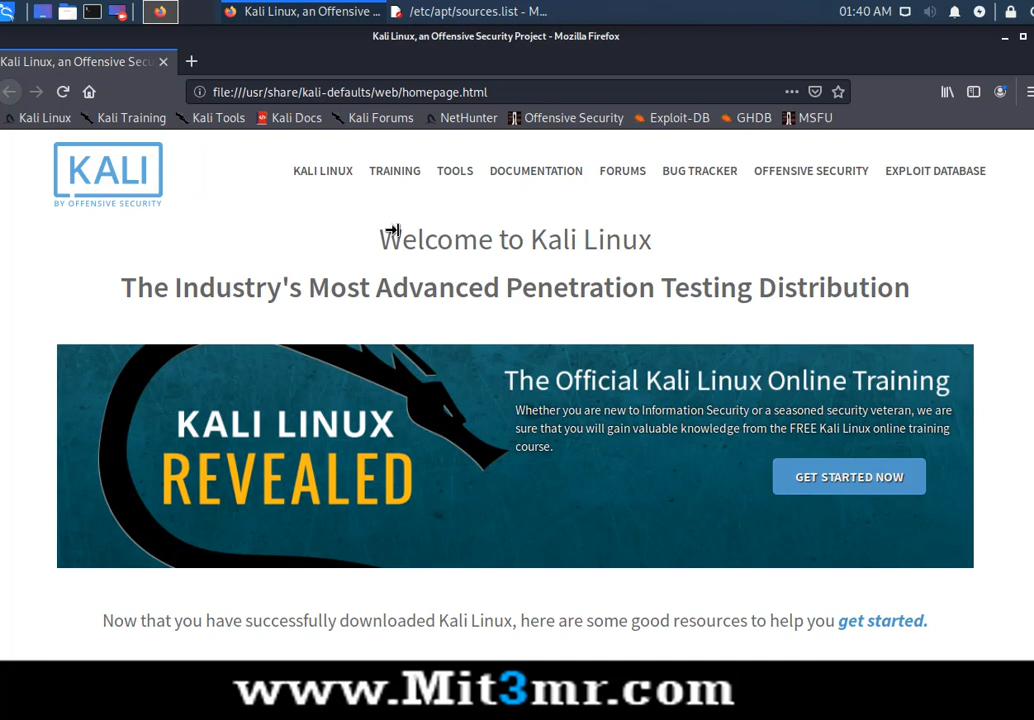 Kali Linux, an Offensive ...
/etc/apt/sources.list - M...
01:40 AM
Kali Linux, an Offensive Security Project - Mozilla Firefox
Kali Linux, an Offensive Secu
file:///usr/share/kali-defaults/web/homepage.html
Kali Linux
Kali Training
Kali Tools
Kali Docs
Kali Forums
NetHunter
Offensive Security
Exploit-DB
GHDB
MSFU
KALI
BY OFFENSIVE SECURITY
KALI LINUX
TRAINING
TOOLS
DOCUMENTATION
FORUMS
BUG TRACKER
OFFENSIVE SECURITY
EXPLOIT DATABASE
Welcome to Kali Linux
The Industry's Most Advanced Penetration Testing Distribution
KALI LINUX
REVEALED
The Official Kali Linux Online Training
Whether you are new to Information Security or a seasoned security veteran, we are
sure that you will gain valuable knowledge from the FREE Kali Linux online training
course.
GET STARTED NOW
Now that you have successfully downloaded Kali Linux, here are some good resources to help you get started.
www.Mit3mr.com